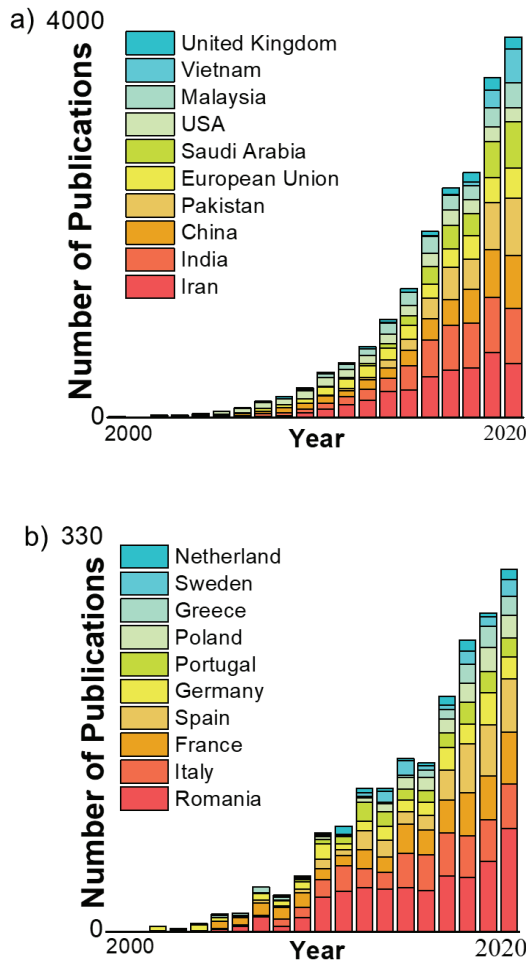 a)
4000
Number of Publications
United Kingdom
Vietnam
Malaysia
USA
Saudi Arabia
European Union
Pakistan
China
India
Iran
0
2000
Year
2020
b)
330
Number of Publications
Netherland
Sweden
Greece
Poland
Portugal
Germany
Spain
France
Italy
Romania
0
2000
Year
2020